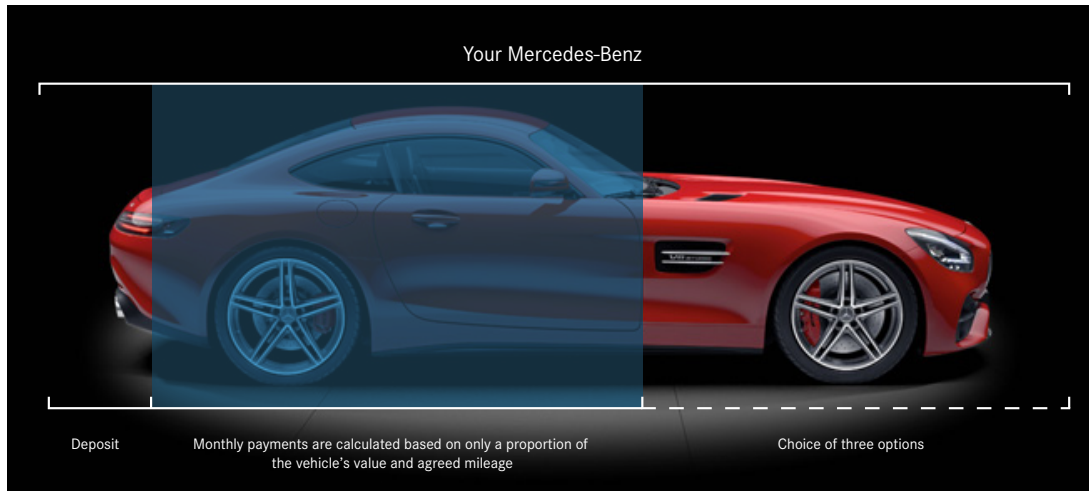 Your Mercedes-Benz
Deposit
Monthly payments are calculated based on only a proportion of
the vehicle's value and agreed mileage
Choice of three options